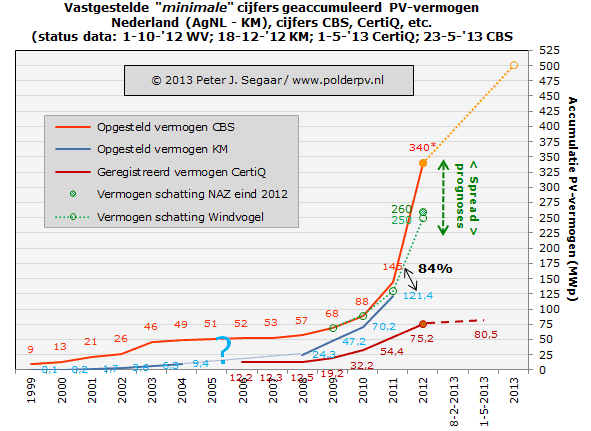 Vastgestelde "minimale" cijfers geaccumuleerd PV-vermogen
Nederland (AgNL - KM), cijfers CBS, CertiQ, etc.
(status data: 1-10-'12 WV; 18-12-'12 KM; 1-5-'13 CertiQ; 23-5-'13 CBS
© 2013 Peter J. Segaar / www.polderpv.nl
Opgesteld vermogen CBS
Opgesteld vermogen KM
Geregistreerd vermogen CertiQ
Vermogen schatting NAZ eind 2012
Vermogen schatting Windvogel
340*
260
250
< Spread >
prognoses
84%
9 13 21 26 46 49 51 52 53 57 68 88 145
0,1 0,2 9,4 24,3 47,2 70,2 121,4
?
12,2 12,3 12,5 19,2 32,2 54,4 75,2 80,5
525
500
475
450
425
400
375
350
325
300
275
250
225
200
175
150
125
100
75
50
25
0
Accumulatie PV-vermogen (MWp)
1999 2000 2001 2002 2003 2004 2005 2006 2007 2008 2009 2010 2011 2012 8-2-2013 1-5-2013 2013